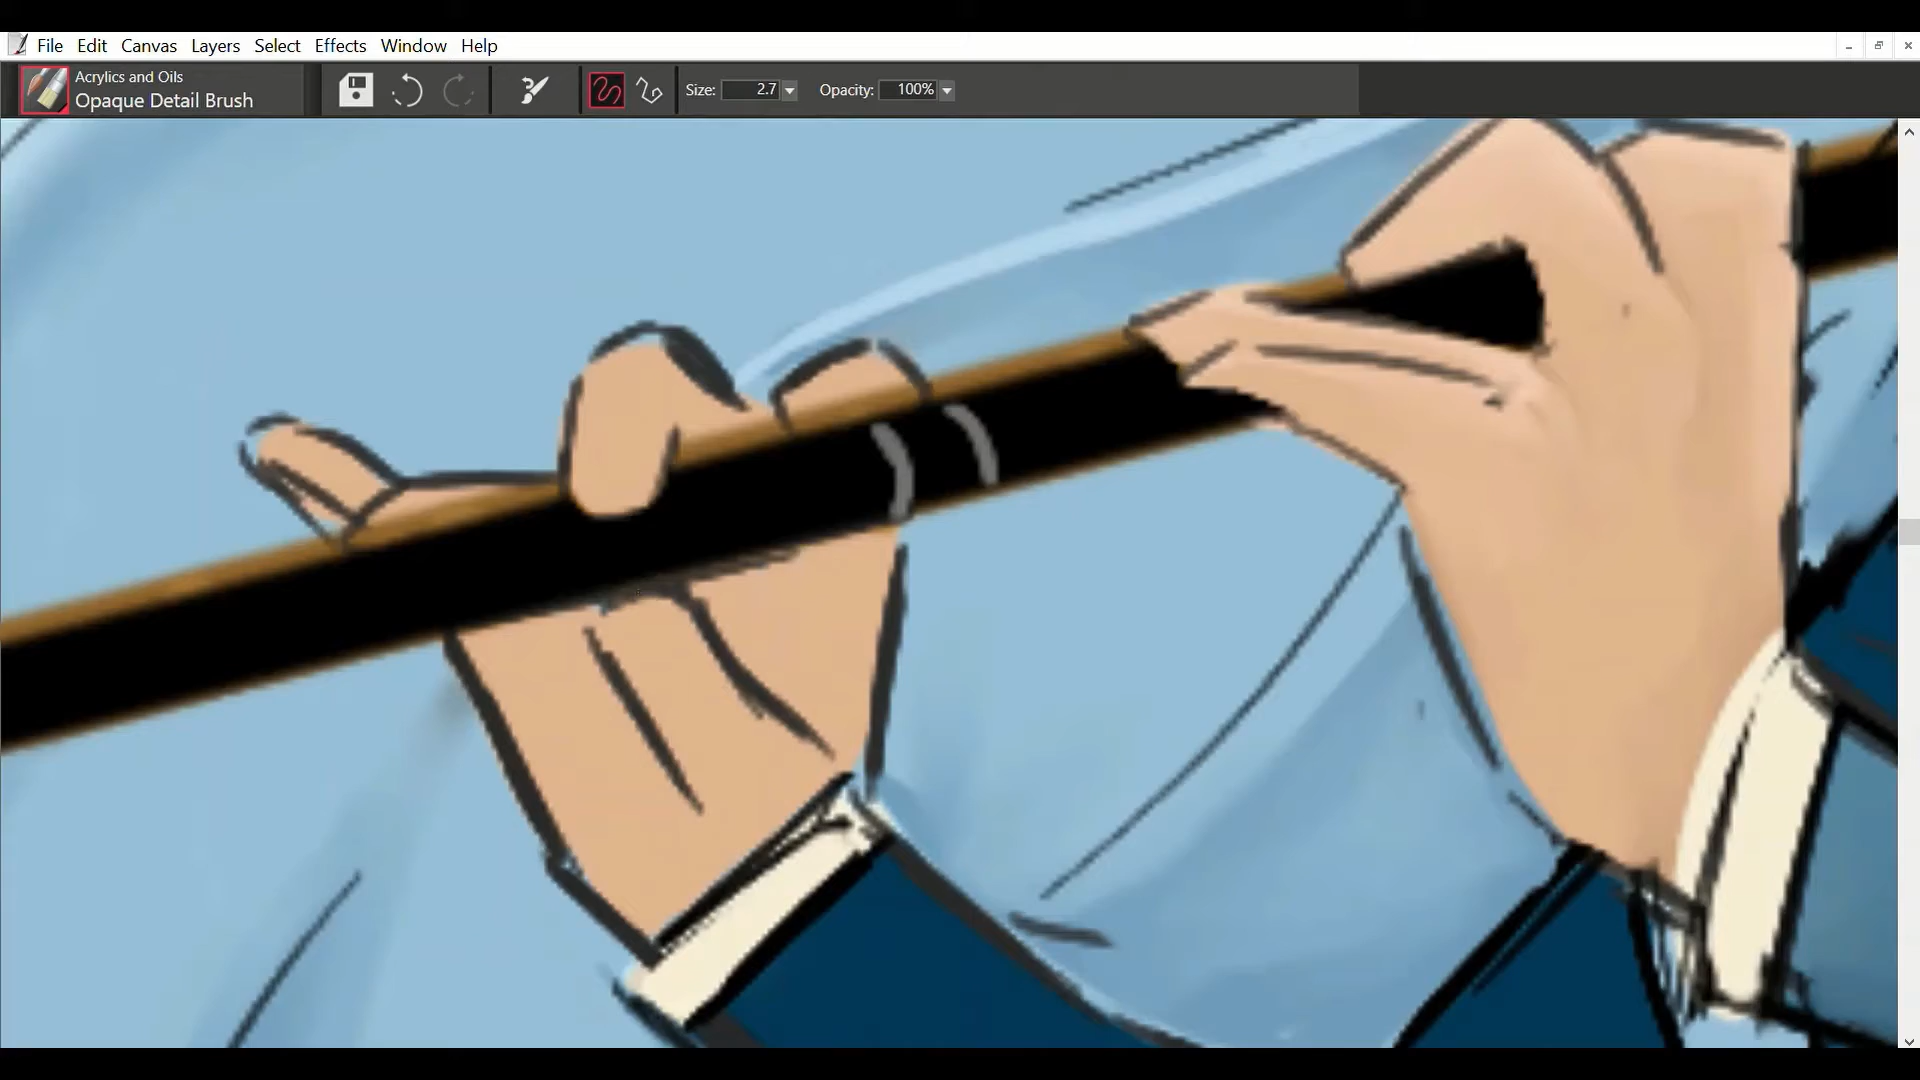 File Edit Canvas Layers Select Effects Window Help
Acrylics and Oils
Opaque Detail Brush
Size: 2.7 Opacity: 100%